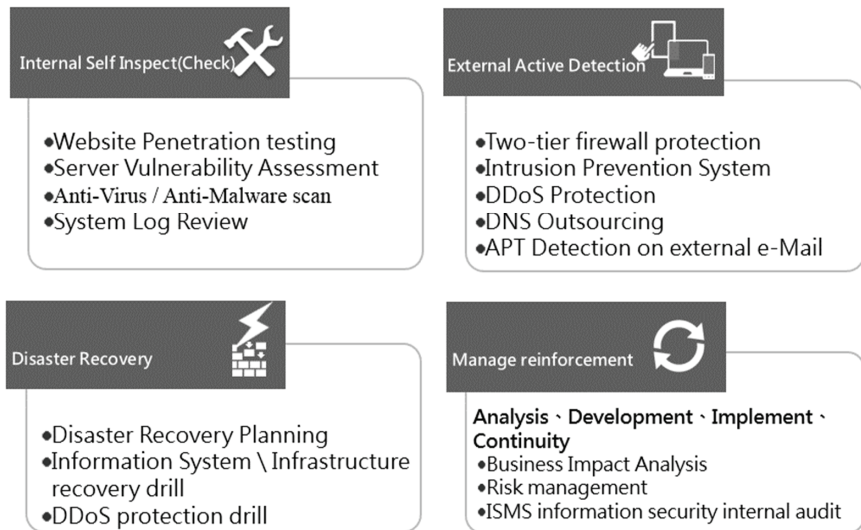 Internal Self Inspect(Check)
●Website Penetration testing
●Server Vulnerability Assessment
●Anti-Virus / Anti-Malware scan
●System Log Review
External Active Detection
●Two-tier firewall protection
●Intrusion Prevention System
●DDoS Protection
●DNS Outsourcing
●APT Detection on external e-Mail
Disaster Recovery
●Disaster Recovery Planning
●Information System \ Infrastructure
recovery drill
●DDoS protection drill
Manage reinforcement
Analysis、Development、Implement、
Continuity
●Business Impact Analysis
●Risk management
●ISMS information security internal audit